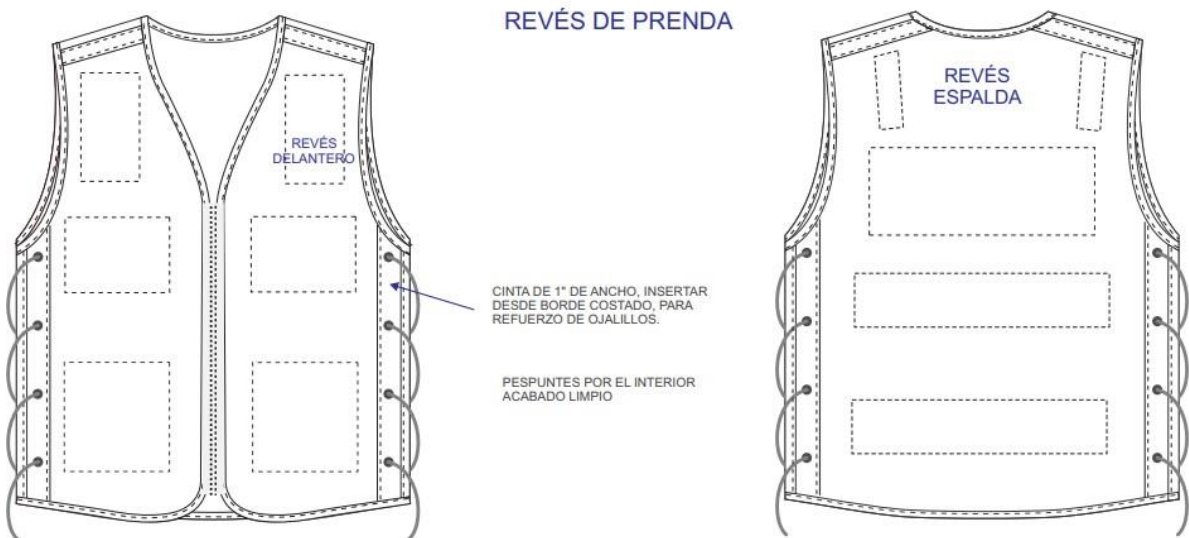 REVÉS DE PRENDA
REVÉS
DELANTERO
REVÉS
ESPALDA
CINTA DE 1" DE ANCHO, INSERTAR
DESDE BORDE COSTADO, PARA
REFUERZO DE OJALILLOS.
PESPUNTES POR EL INTERIOR
ACABADO LIMPIO